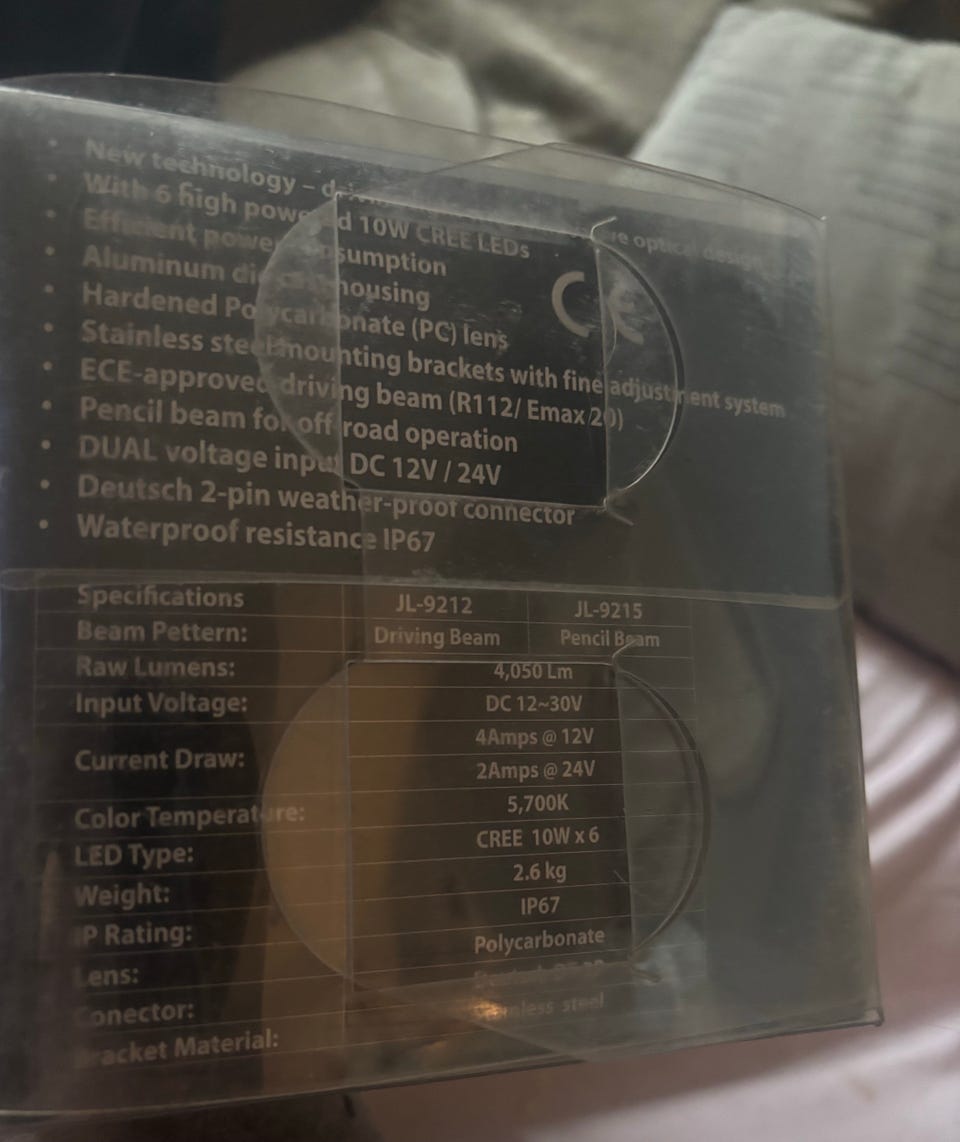 New technology –
With 6 high powered 10W CREE LEDs
Efficient power consumption
Aluminum housing
Hardened Polycarbonate (PC) lens
Stainless steel mounting brackets with fine adjustment system
ECE-approved driving beam (R112/ Emax 20)
Pencil beam for off road operation
DUAL voltage input DC 12V / 24V
Deutsch 2-pin weather-proof connector
Waterproof resistance IP67
optical design
CE
Specifications JL-9212 JL-9215
Beam Pettern: Driving Beam Pencil Beam
Raw Lumens: 4,050 Lm
Input Voltage: DC 12~30V
Current Draw: 4Amps @ 12V
2Amps @ 24V
Color Temperature: 5,700K
LED Type: CREE 10W x 6
Weight: 2.6 kg
IP Rating: IP67
Lens: Polycarbonate
Conector:
Bracket Material: Stainless steel